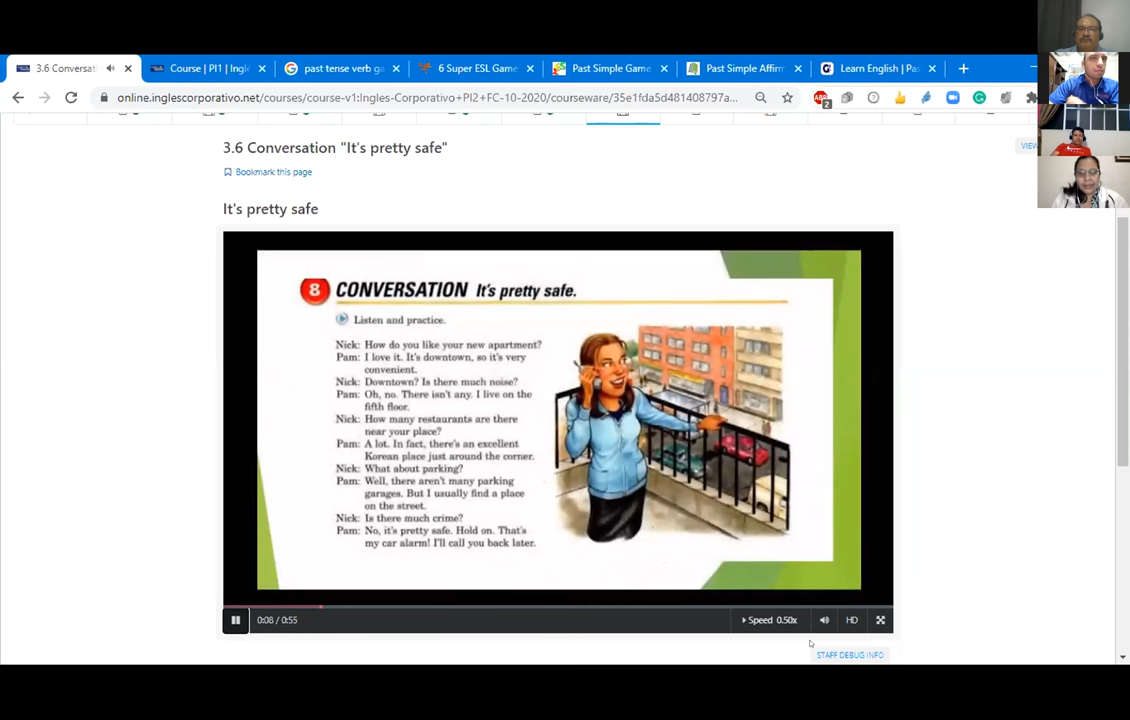 3.6 Conversati
Course | PI1 | Ingl
past tense verb ga
6 Super ESL Game
Past Simple Game
Past Simple Affirm
Learn English | Pas
online.inglescorporativo.net/courses/course-v1:Ingles-Corporativo+PI2+FC-10-2020/courseware/35e1fda5d481408797a...
ABP
2
3.6 Conversation "It's pretty safe"
VIEW
Bookmark this page
It's pretty safe
8 CONVERSATION It's pretty safe.
Listen and practice.
Nick: How do you like your new apartment?
Pam: I love it. It's downtown, so it's very
convenient.
Nick: Downtown? Is there much noise?
Pam: Oh, no. There isn't any. I live on the
fifth floor.
Nick: How many restaurants are there
near your place?
Pam: A lot. In fact, there's an excellent
Korean place just around the corner.
Nick: What about parking?
Pam: Well, there aren't many parking
garages. But I usually find a place
on the street.
Nick: Is there much crime?
Pam: No, it's pretty safe. Hold on. That's
my car alarm! I'll call you back later.
0:08 / 0:55
Speed 0.50x
HD
STAFF DEBUG INFO